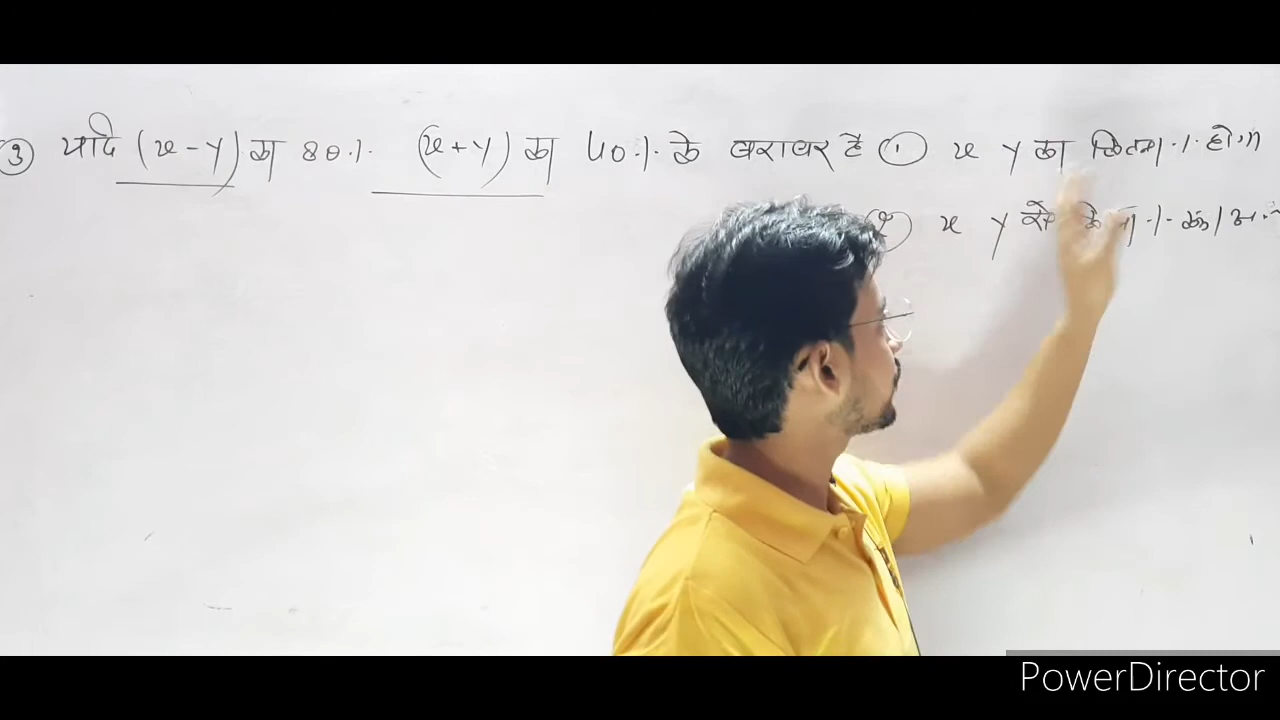 ③ यदि (x-y) का 80% (x+y) का 40% के बराबर है ① x y का कितना % होगा
② x y से %
PowerDirector